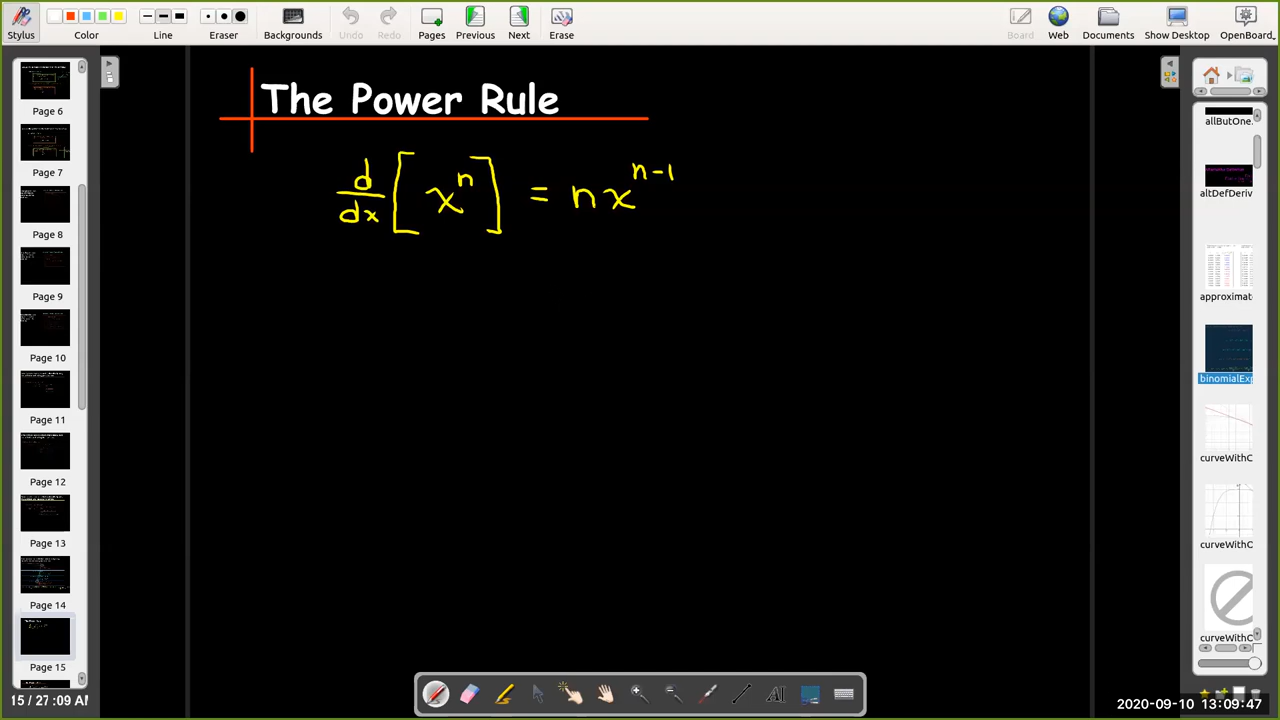 Stylus Color Line Eraser Backgrounds Undo Redo Pages Previous Next Erase Board Web Documents Show Desktop OpenBoard
The Power Rule
d/dx [x^n] = nx^(n-1)
Page 6
Page 7
Page 8
Page 9
Page 10
Page 11
Page 12
Page 13
Page 14
Page 15
15 / 27:09 AM
allButOne.
altDefDeriv
approximat
binomialExp
curveWithC
curveWithC
curveWithC
2020-09-10 13:09:47